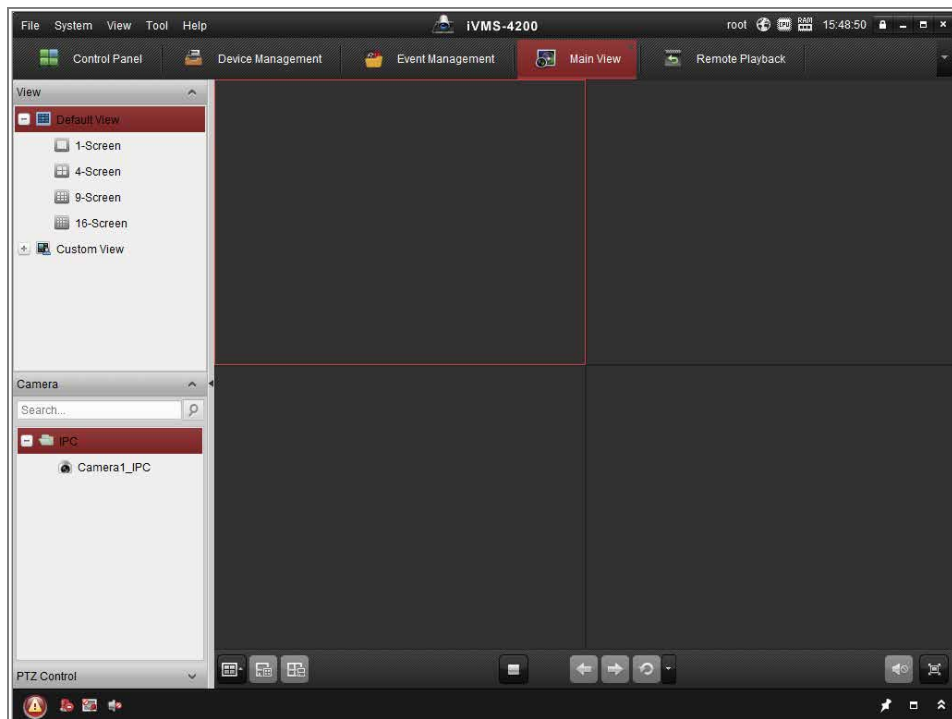 File System View Tool Help iVMS-4200 root CPU RAM 15:48:50
Control Panel Device Management Event Management Main View Remote Playback
View
Default View
1-Screen
4-Screen
9-Screen
16-Screen
Custom View
Camera
Search...
IPC
Camera1_IPC
PTZ Control